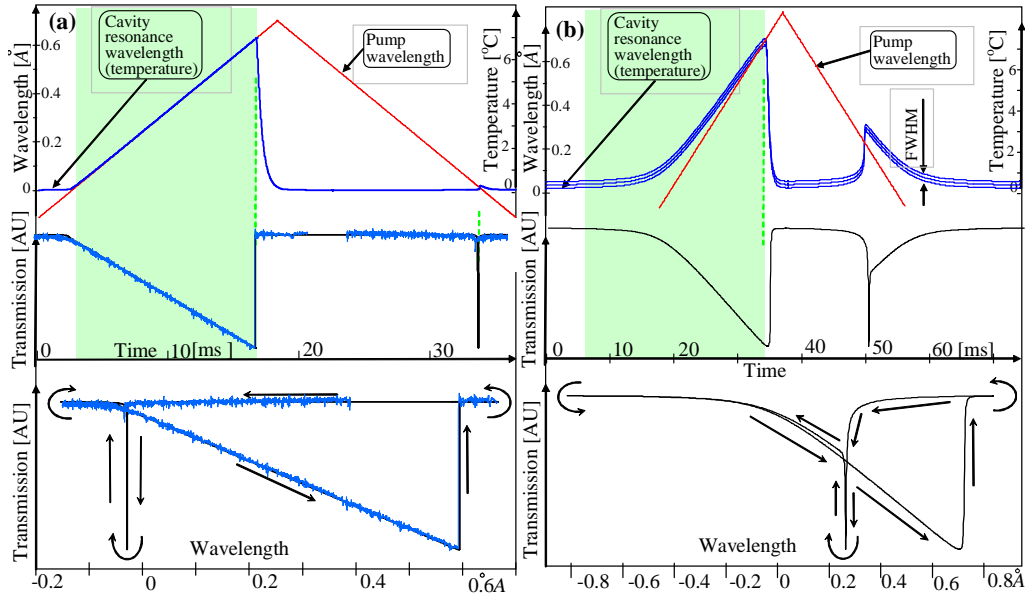 (a)
Cavity
resonance
wavelength
(temperature)
Pump
wavelength
Wavelength [Å]
0.6
0.4
0.2
0
Temperature [°C]
6
4
2
0
Transmission [AU]
0
Time
10[ms]
20
30
Transmission [AU]
Wavelength
-0.2
0
0.2
0.4
0.6Å
(b)
Cavity
resonance
wavelength
(temperature)
Pump
wavelength
FWHM
Wavelength [Å]
0.6
0.4
0.2
0
Temperature [°C]
6
4
2
0
Transmission [AU]
0
10
20
40
50
60 [ms]
Time
Transmission [AU]
Wavelength
-0.8
-0.6
-0.4
-0.2
0
0.2
0.4
0.6
0.8Å